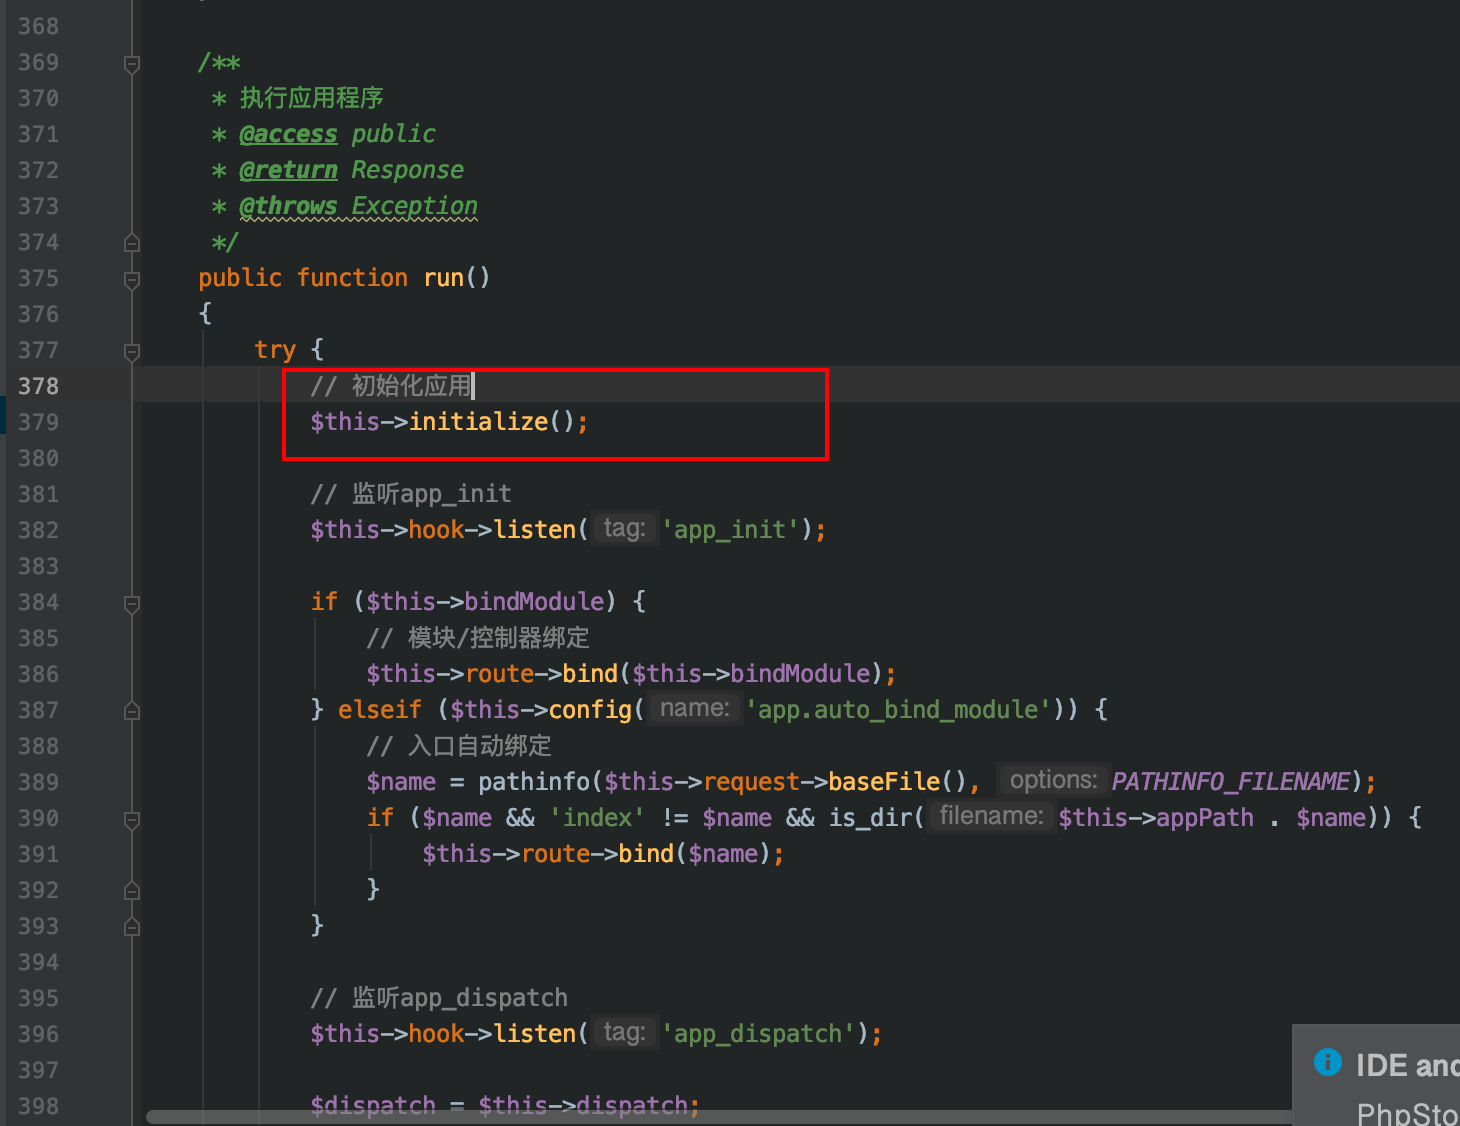 368
369 /**
370 * 执行应用程序
371 * @access public
372 * @return Response
373 * @throws Exception
374 */
375 public function run()
376 {
377 try {
378 // 初始化应用
379 $this->initialize();
380
381 // 监听app_init
382 $this->hook->listen( tag: 'app_init');
383
384 if ($this->bindModule) {
385 // 模块/控制器绑定
386 $this->route->bind($this->bindModule);
387 } elseif ($this->config( name: 'app.auto_bind_module')) {
388 // 入口自动绑定
389 $name = pathinfo($this->request->baseFile(), options: PATHINFO_FILENAME);
390 if ($name && 'index' != $name && is_dir( filename: $this->appPath . $name)) {
391 $this->route->bind($name);
392 }
393 }
394
395 // 监听app_dispatch
396 $this->hook->listen( tag: 'app_dispatch');
397
398 $dispatch = $this->dispatch;
IDE and
PhpSto